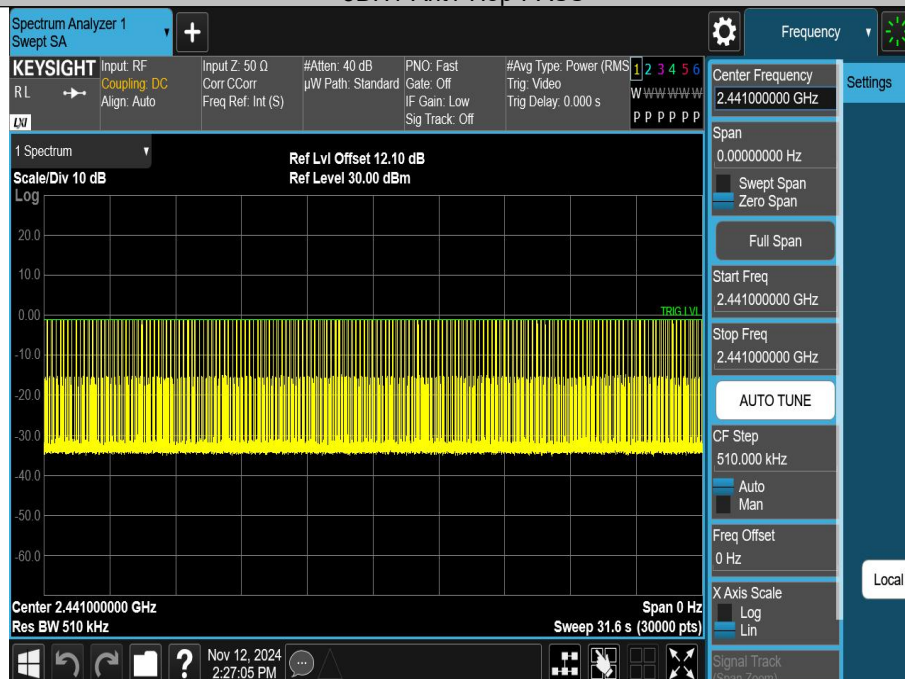 Spectrum Analyzer 1
Swept SA
Frequency
KEYSIGHT
RL
LXI
Input: RF
Coupling: DC
Align: Auto
Input Z: 50 Ω
Corr CCorr
Freq Ref: Int (S)
#Atten: 40 dB
µW Path: Standard
PNO: Fast
Gate: Off
IF Gain: Low
Sig Track: Off
#Avg Type: Power (RMS
Trig: Video
Trig Delay: 0.000 s
1 2 3 4 5 6
W W W W W W
P P P P P P
Center Frequency
2.441000000 GHz
Settings
Span
0.00000000 Hz
Swept Span
Zero Span
Full Span
Start Freq
2.441000000 GHz
Stop Freq
2.441000000 GHz
AUTO TUNE
CF Step
510.000 kHz
Auto
Man
Freq Offset
0 Hz
Local
X Axis Scale
Log
Lin
Signal Track
(Span Zoom)
1 Spectrum
Scale/Div 10 dB
Log
Ref Lvl Offset 12.10 dB
Ref Level 30.00 dBm
20.0
10.0
0.00
TRIG LVL
-10.0
-20.0
-30.0
-40.0
-50.0
-60.0
Center 2.441000000 GHz
Res BW 510 kHz
Span 0 Hz
Sweep 31.6 s (30000 pts)
?
Nov 12, 2024
2:27:05 PM